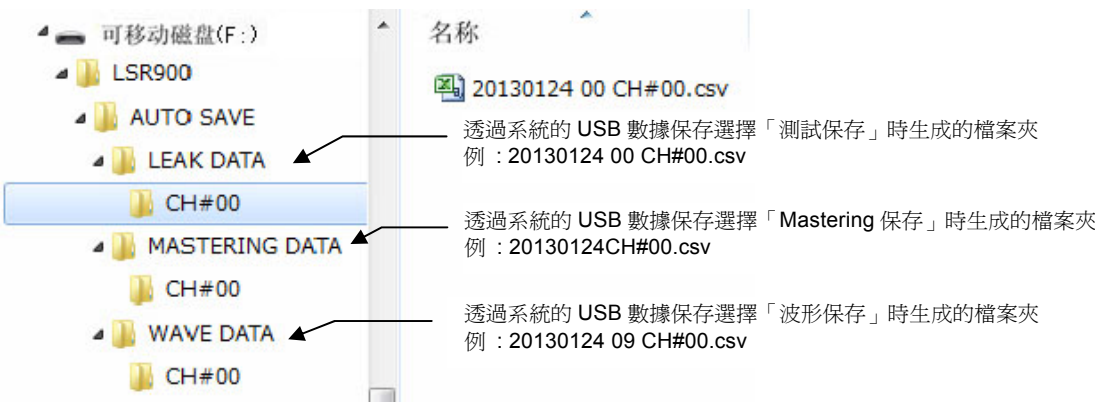 可移动磁盘(F:)
LSR900
AUTO SAVE
LEAK DATA
CH#00
MASTERING DATA
CH#00
WAVE DATA
CH#00
名称
20130124 00 CH#00.csv
透過系統的 USB 數據保存選擇「測試保存」時生成的檔案夾
例 : 20130124 00 CH#00.csv
透過系統的 USB 數據保存選擇「Mastering 保存」時生成的檔案夾
例 : 20130124CH#00.csv
透過系統的 USB 數據保存選擇「波形保存」時生成的檔案夾
例 : 20130124 09 CH#00.csv